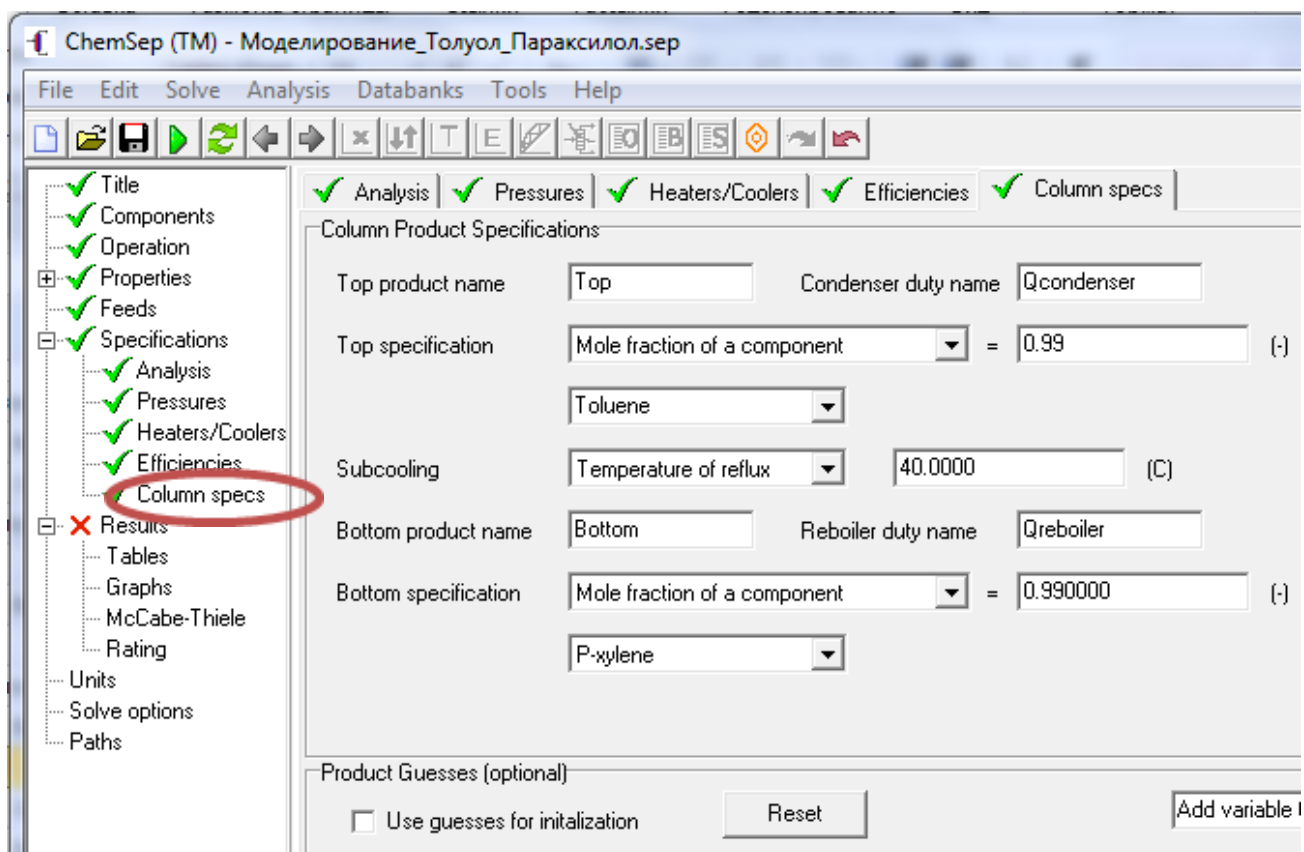 ChemSep (TM) - Моделирование_Толуол_Параксилол.sep
File Edit Solve Analysis Databanks Tools Help
Title
Components
Operation
Properties
Feeds
Specifications
Analysis
Pressures
Heaters/Coolers
Efficiencies
Column specs
Results
Tables
Graphs
McCabe-Thiele
Rating
Units
Solve options
Paths
Analysis Pressures Heaters/Coolers Efficiencies Column specs
Column Product Specifications
Top product name Top Condenser duty name Qcondenser
Top specification Mole fraction of a component = 0.99 (-)
Toluene
Subcooling Temperature of reflux 40.0000 (C)
Bottom product name Bottom Reboiler duty name Qreboiler
Bottom specification Mole fraction of a component = 0.990000 (-)
P-xylene
Product Guesses (optional)
Use guesses for initalization Reset Add variable